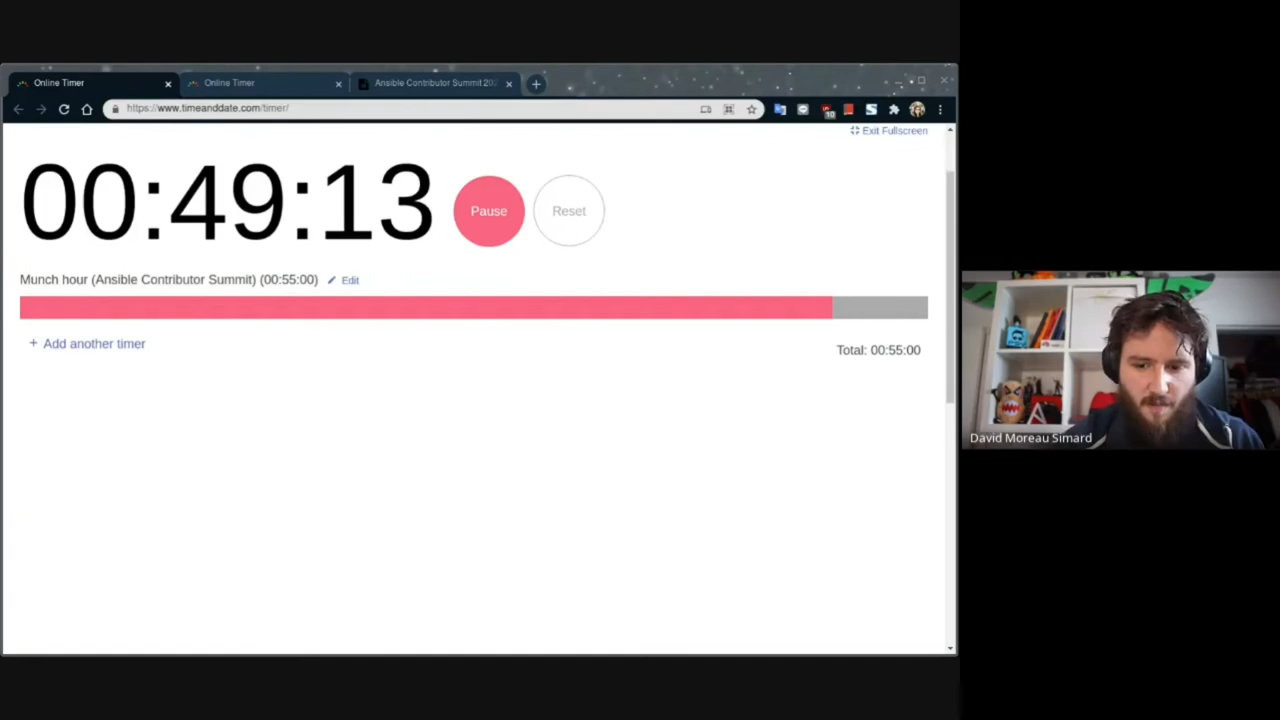 Online Timer
Online Timer
Ansible Contributor Summit 202
https://www.timeanddate.com/timer/
10
Exit Fullscreen
00:49:13
Pause
Reset
Munch hour (Ansible Contributor Summit) (00:55:00)
Edit
+ Add another timer
Total: 00:55:00
David Moreau Simard